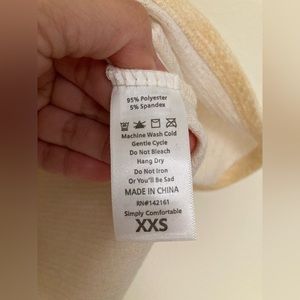 95% Polyester
5% Spandex
Machine Wash Cold
Gentle Cycle
Do Not Bleach
Hang Dry
Do Not Iron
Or You'll Be Sad
MADE IN CHINA
RN#142161
Simply Comfortable
XXS